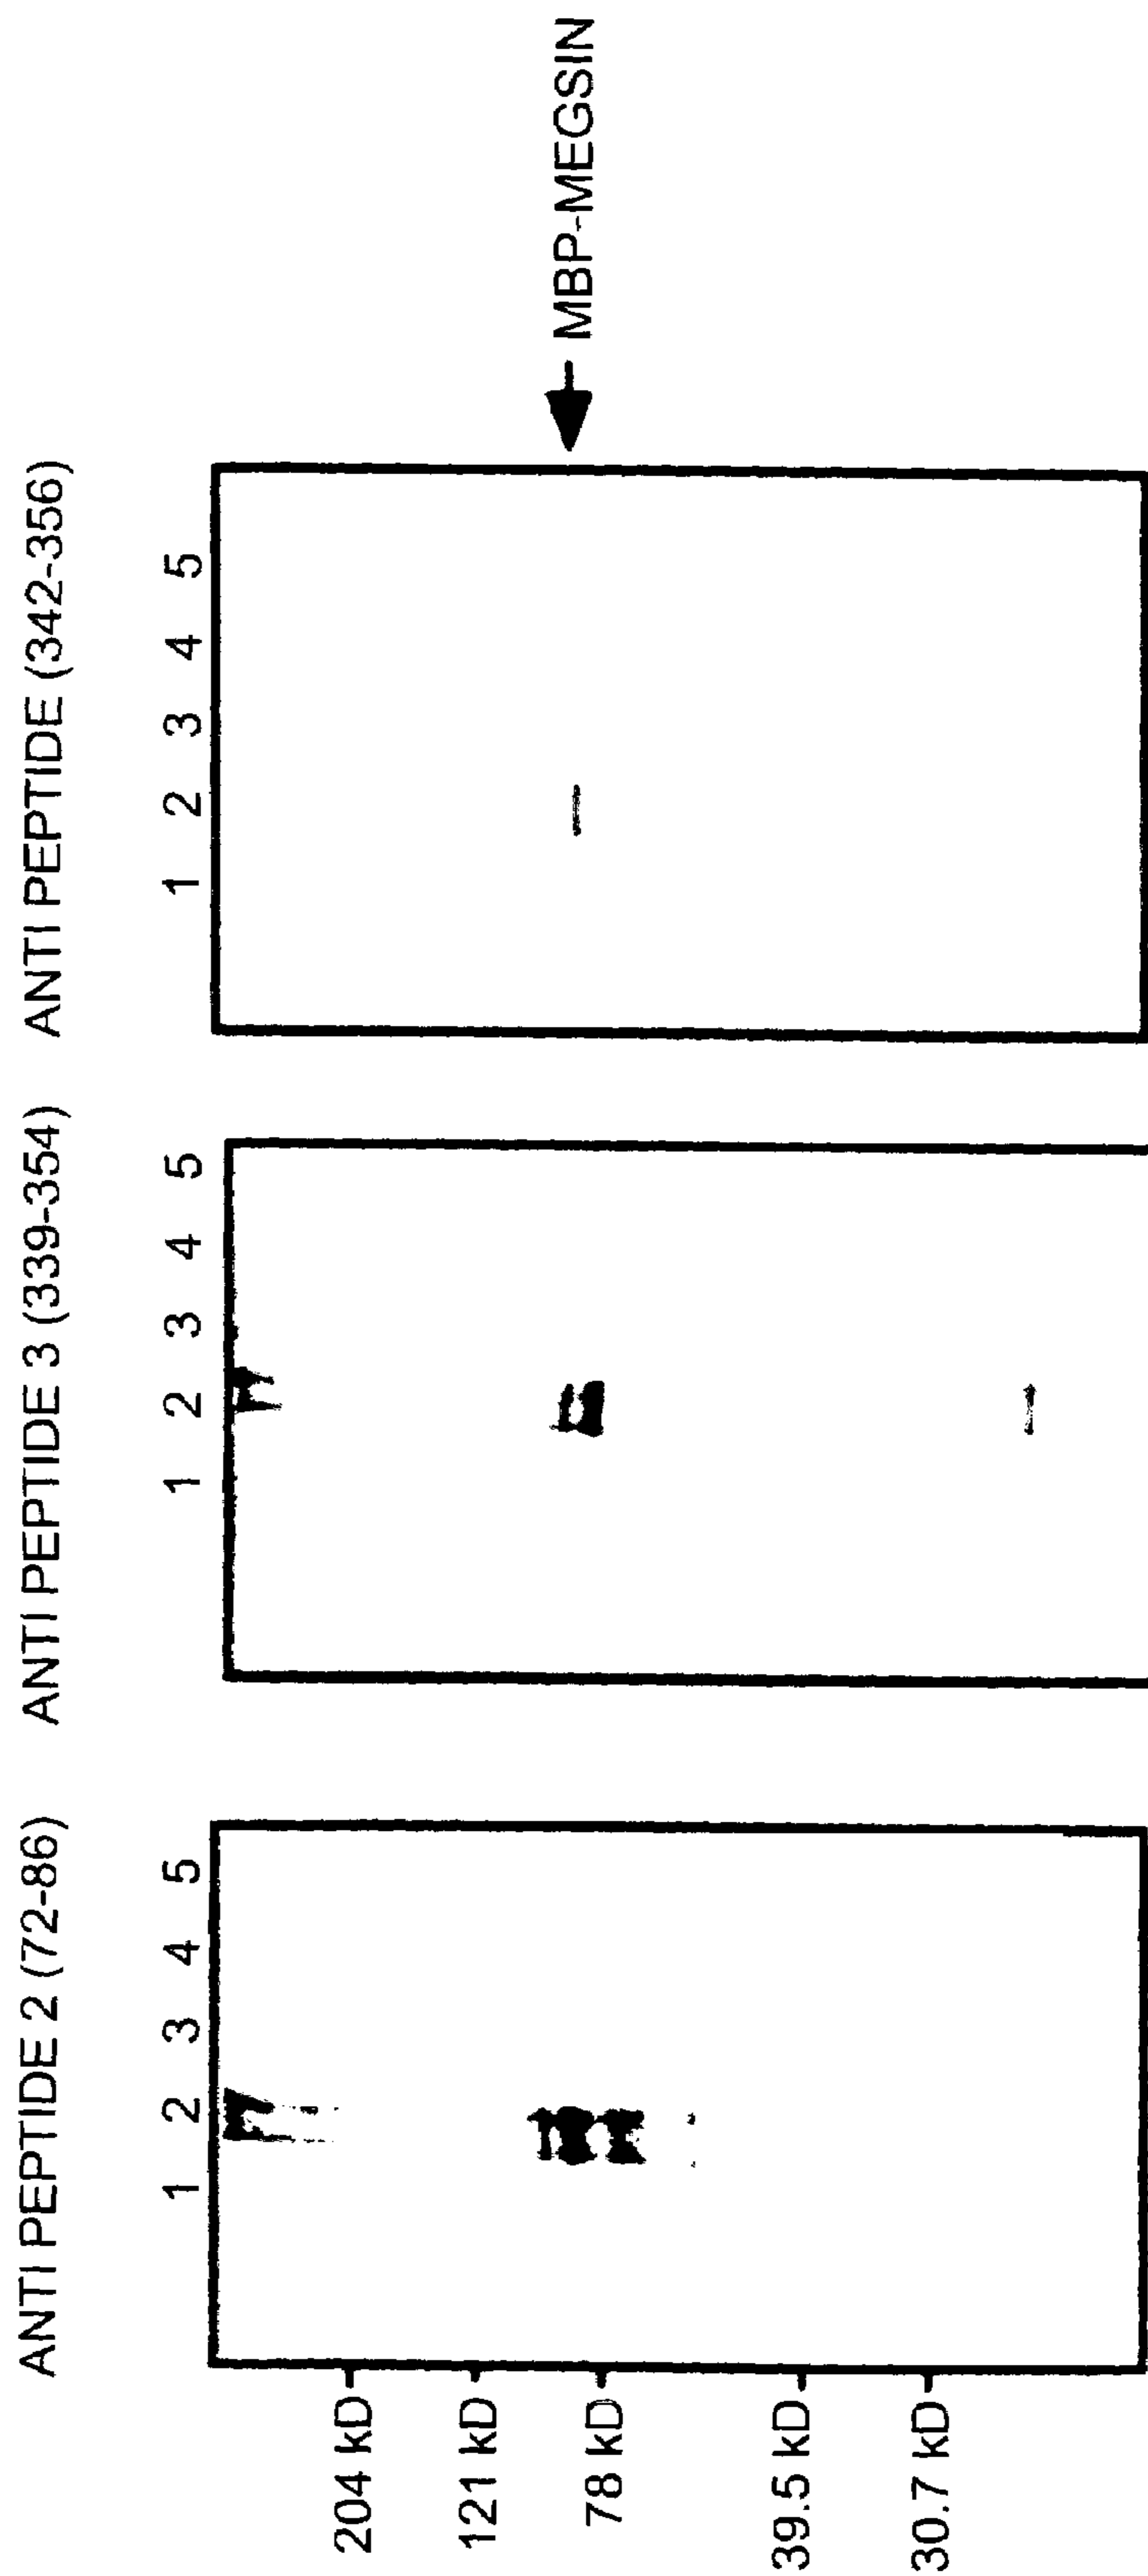 ANTI PEPTIDE 2 (72-86)
ANTI PEPTIDE 3 (339-354)
ANTI PEPTIDE (342-356)
1 2 3 4 5
1 2 3 4 5
1 2 3 4 5
204 kD
121 kD
78 kD
39.5 kD
30.7 kD
MBP-MEGSIN